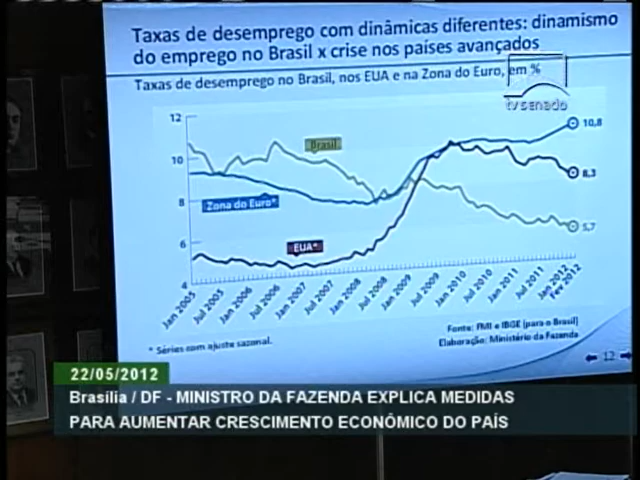 Taxas de desemprego com dinâmicas diferentes: dinamismo
do emprego no Brasil x crise nos países avançados
Taxas de desemprego no Brasil, nos EUA e na Zona do Euro, em %
tv senado
12
10
8
6
4
Brasil
Zona do Euro*
EUA*
10,8
8,3
5,7
Jan 2005
Jul 2005
Jan 2006
Jul 2006
Jan 2007
Jul 2007
Jan 2008
Jul 2008
Jan 2009
Jul 2009
Jan 2010
Jul 2010
Jan 2011
Jul 2011
Jan 2012
Fev 2012
* Séries com ajuste sazonal.
Fonte: FMI e IBGE (para o Brasil)
Elaboração: Ministério da Fazenda
12
22/05/2012
Brasília / DF - MINISTRO DA FAZENDA EXPLICA MEDIDAS
PARA AUMENTAR CRESCIMENTO ECONÔMICO DO PAÍS